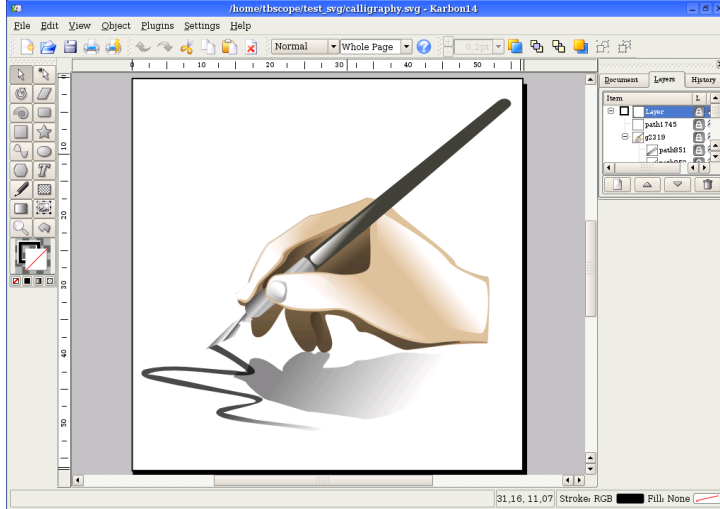 /home/tbscope/test_svg/calligraphy.svg - Karbon14
File Edit View Object Plugins Settings Help
Normal Whole Page 0,2pt
0 10 20 30 40 50
Document Layers History
Item L
Layer
path1745
g2319
path851
0
10
20
30
40
50
31,16, 11,07 Stroke: RGB Fill: None